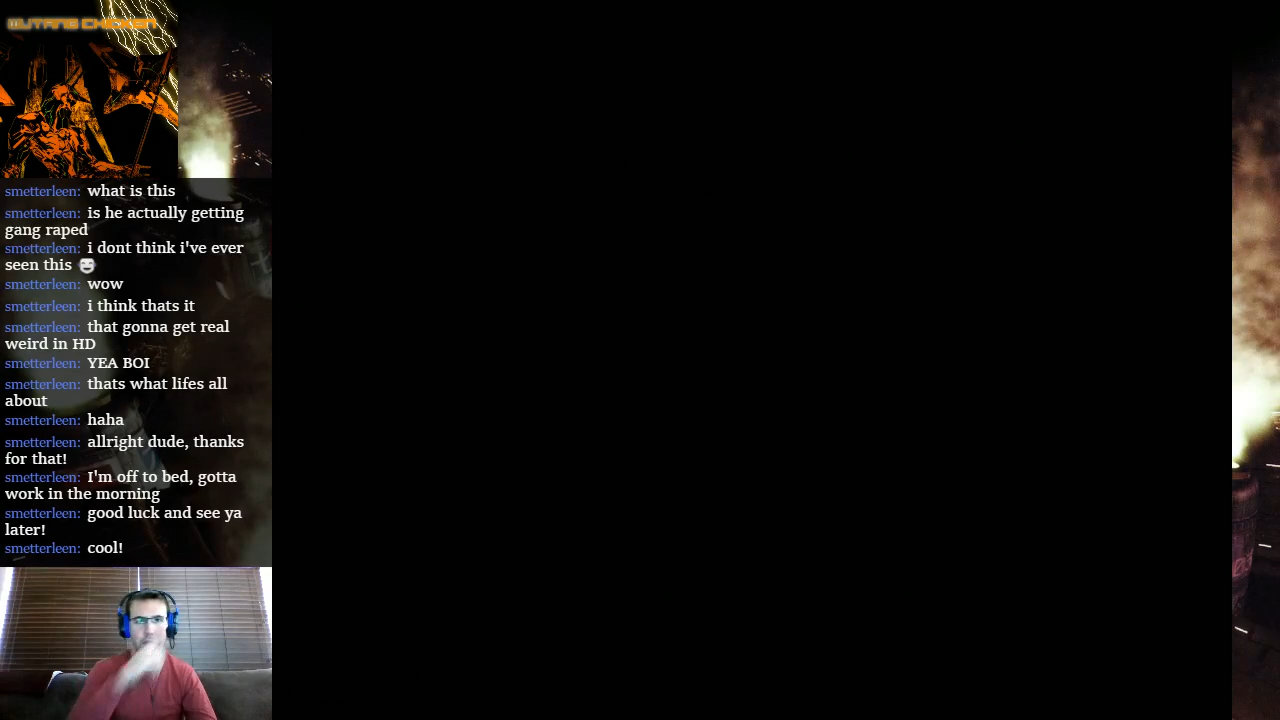 WUTANG CHICKEN
smetterleen: what is this
smetterleen: is he actually getting
gang raped
smetterleen: i dont think i've ever
seen this
smetterleen: wow
smetterleen: i think thats it
smetterleen: that gonna get real
weird in HD
smetterleen: YEA BOI
smetterleen: thats what lifes all
about
smetterleen: haha
smetterleen: allright dude, thanks
for that!
smetterleen: I'm off to bed, gotta
work in the morning
smetterleen: good luck and see ya
later!
smetterleen: cool!